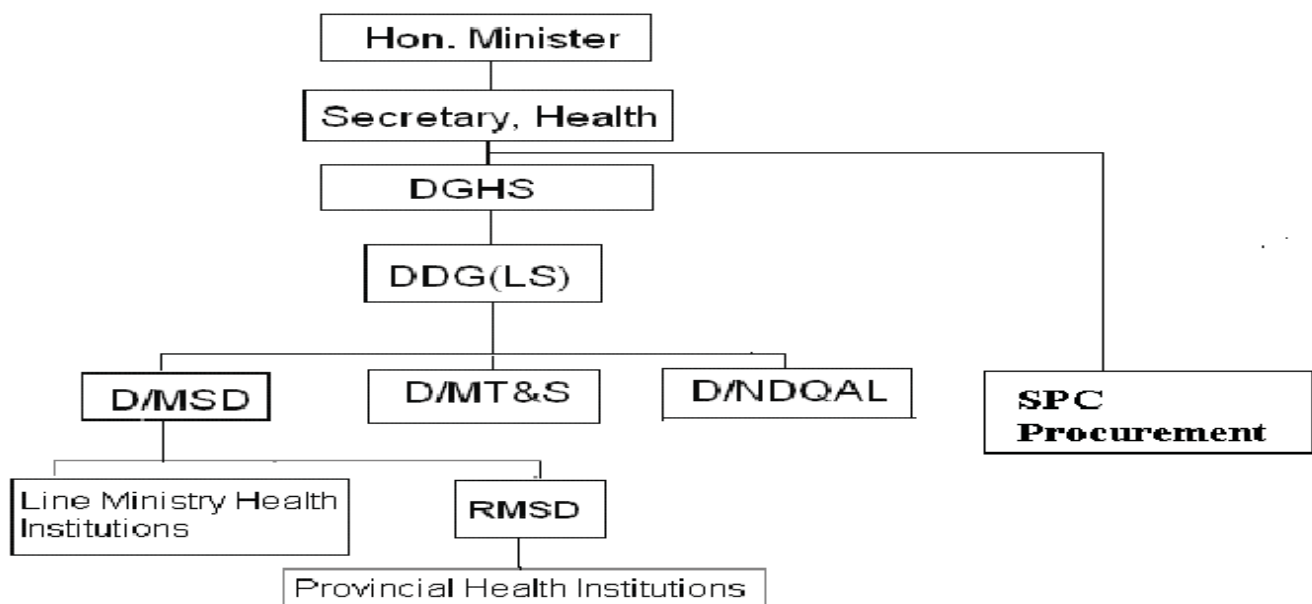 Hon. Minister
Secretary, Health
DGHS
DDG(LS)
D/MSD
D/MT&S
D/NDQAL
SPC
Procurement
Line Ministry Health
Institutions
RMSD
Provincial Health Institutions